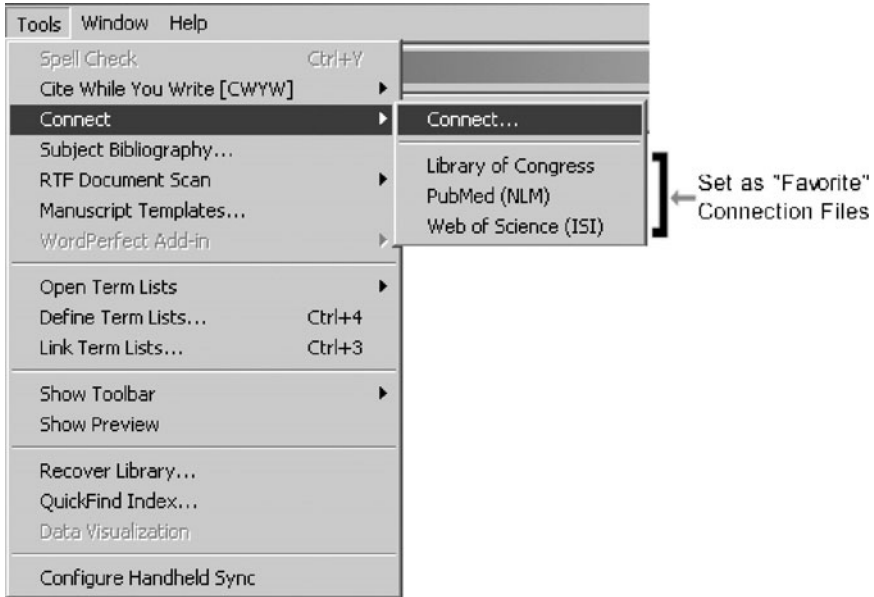 Tools Window Help
Spell Check Ctrl+Y
Cite While You Write [CWYW]
Connect
Subject Bibliography...
RTF Document Scan
Manuscript Templates...
WordPerfect Add-in
Open Term Lists
Define Term Lists... Ctrl+4
Link Term Lists... Ctrl+3
Show Toolbar
Show Preview
Recover Library...
QuickFind Index...
Data Visualization
Configure Handheld Sync
Connect...
Library of Congress
PubMed (NLM)
Web of Science (ISI)
Set as "Favorite"
Connection Files